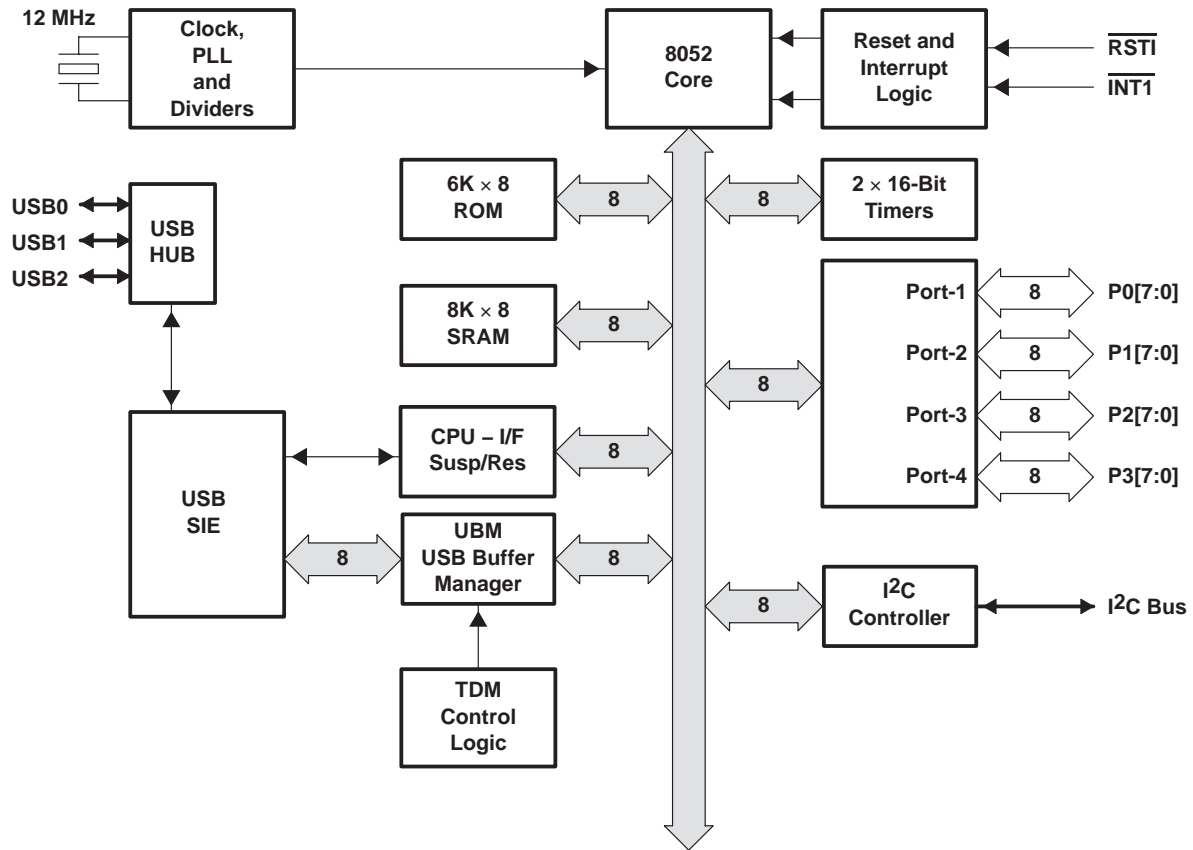 12 MHz
Clock,
PLL
and
Dividers
8052
Core
Reset and
Interrupt
Logic
R̅S̅T̅I̅
I̅N̅T̅1̅
6K × 8
ROM
8
8
2 × 16-Bit
Timers
USB0
USB1
USB2
USB
HUB
8K × 8
SRAM
8
8
Port-1
8
P0[7:0]
Port-2
8
P1[7:0]
Port-3
8
P2[7:0]
Port-4
8
P3[7:0]
USB
SIE
CPU – I/F
Susp/Res
8
8
UBM
USB Buffer
Manager
8
8
I²C
Controller
I²C Bus
TDM
Control
Logic